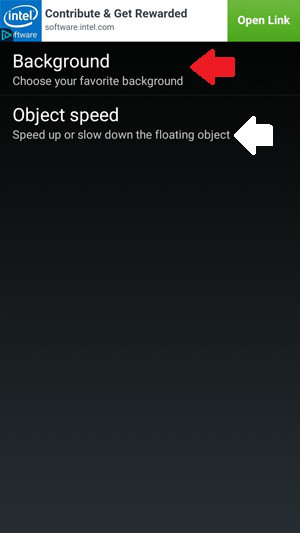 intel
Software
Contribute & Get Rewarded
software.intel.com
Open Link
Background
Choose your favorite background
Object speed
Speed up or slow down the floating object